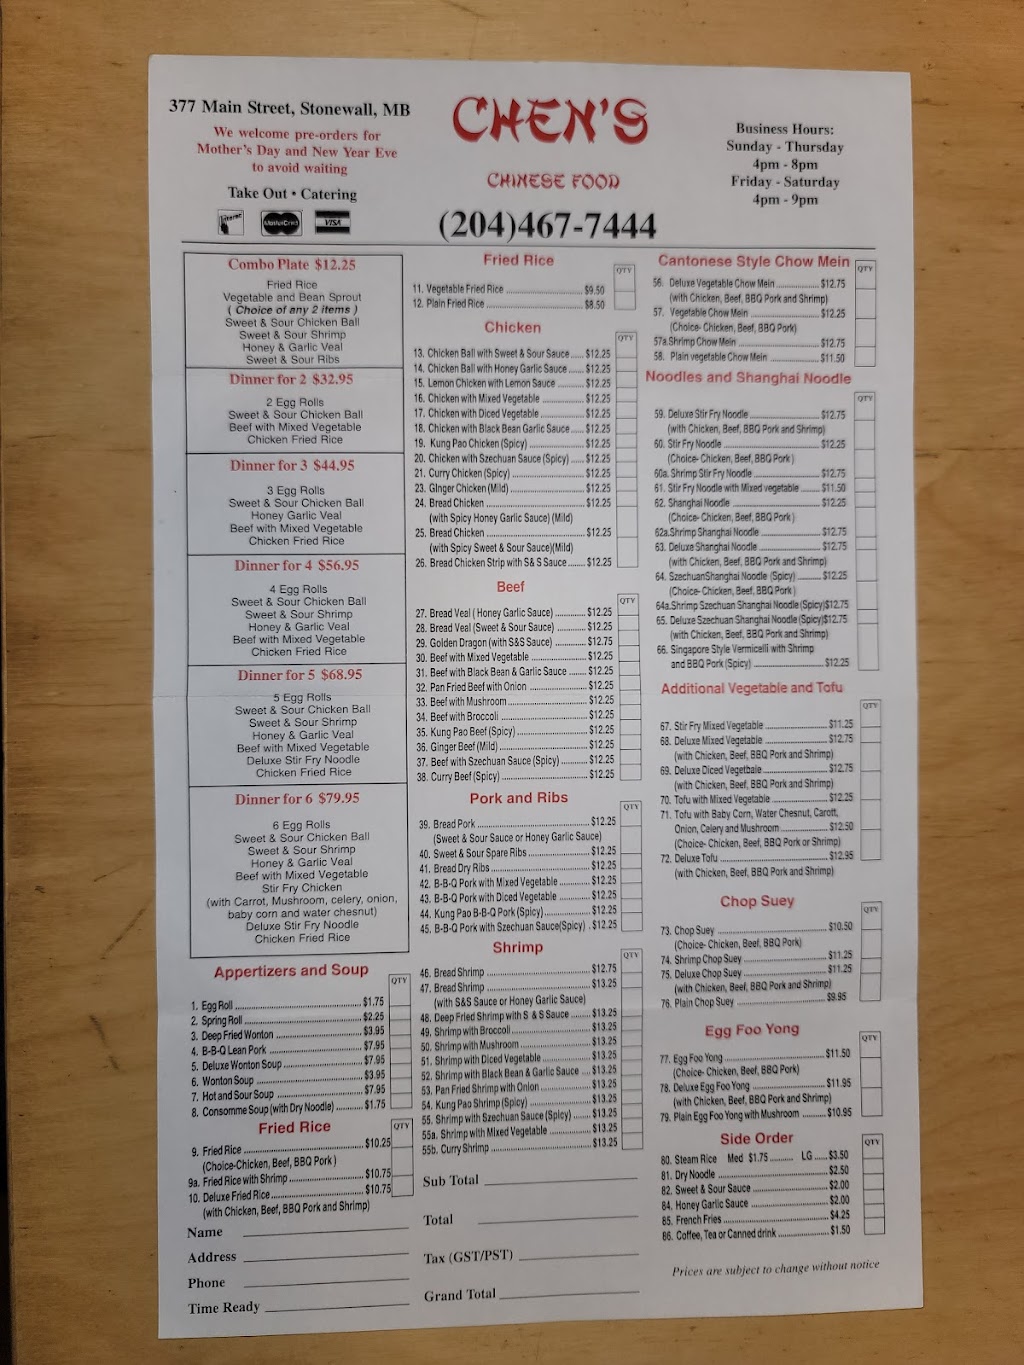 377 Main Street, Stonewall, MB
We welcome pre-orders for
Mother's Day and New Year Eve
to avoid waiting
Take Out • Catering
MasterCard
VISA
CHEN'S
CHINESE FOOD
(204)467-7444
Business Hours:
Sunday - Thursday
4pm - 8pm
Friday - Saturday
4pm - 9pm
Combo Plate $12.25
Fried Rice
Vegetable and Bean Sprout
( Choice of any 2 items )
Sweet & Sour Chicken Ball
Sweet & Sour Shrimp
Honey & Garlic Veal
Sweet & Sour Ribs
Dinner for 2 $32.95
2 Egg Rolls
Sweet & Sour Chicken Ball
Beef with Mixed Vegetable
Chicken Fried Rice
Dinner for 3 $44.95
3 Egg Rolls
Sweet & Sour Chicken Ball
Honey Garlic Veal
Beef with Mixed Vegetable
Chicken Fried Rice
Dinner for 4 $56.95
4 Egg Rolls
Sweet & Sour Chicken Ball
Sweet & Sour Shrimp
Honey & Garlic Veal
Beef with Mixed Vegetable
Chicken Fried Rice
Dinner for 5 $68.95
5 Egg Rolls
Sweet & Sour Chicken Ball
Sweet & Sour Shrimp
Honey & Garlic Veal
Beef with Mixed Vegetable
Deluxe Stir Fry Noodle
Chicken Fried Rice
Dinner for 6 $79.95
6 Egg Rolls
Sweet & Sour Chicken Ball
Sweet & Sour Shrimp
Honey & Garlic Veal
Beef with Mixed Vegetable
Stir Fry Chicken
(with Carrot, Mushroom, celery, onion,
baby corn and water chesnut)
Deluxe Stir Fry Noodle
Chicken Fried Rice
Appertizers and Soup
QTY
1. Egg Roll $1.75
2. Spring Roll $2.25
3. Deep Fried Wonton $3.95
4. B-B-Q Lean Pork $7.95
5. Deluxe Wonton Soup $7.95
6. Wonton Soup $3.95
7. Hot and Sour Soup $7.95
8. Consomme Soup (with Dry Noodle) $1.75
Fried Rice
QTY
9. Fried Rice $10.25
(Choice-Chicken, Beef, BBQ Pork )
9a. Fried Rice with Shrimp $10.75
10. Deluxe Fried Rice $10.75
(with Chicken, Beef, BBQ Pork and Shrimp)
Name
Address
Phone
Time Ready
Fried Rice
QTY
11. Vegetable Fried Rice $9.50
12. Plain Fried Rice $8.50
Chicken
QTY
13. Chicken Ball with Sweet & Sour Sauce $12.25
14. Chicken Ball with Honey Garlic Sauce $12.25
15. Lemon Chicken with Lemon Sauce $12.25
16. Chicken with Mixed Vegetable $12.25
17. Chicken with Diced Vegetable $12.25
18. Chicken with Black Bean Garlic Sauce $12.25
19. Kung Pao Chicken (Spicy) $12.25
20. Chicken with Szechuan Sauce (Spicy) $12.25
21. Curry Chicken (Spicy) $12.25
23. GInger Chicken (Mild) $12.25
24. Bread Chicken $12.25
(with Spicy Honey Garlic Sauce) (Mild)
25. Bread Chicken $12.25
(with Spicy Sweet & Sour Sauce)(Mild)
26. Bread Chicken Strip with S& S Sauce $12.25
Beef
QTY
27. Bread Veal ( Honey Garlic Sauce) $12.25
28. Bread Veal (Sweet & Sour Sauce) $12.25
29. Golden Dragon (with S&S Sauce) $12.75
30. Beef with Mixed Vegetable $12.25
31. Beef with Black Bean & Garlic Sauce $12.25
32. Pan Fried Beef with Onion $12.25
33. Beef with Mushroom $12.25
34. Beef with Broccoli $12.25
35. Kung Pao Beef (Spicy) $12.25
36. Ginger Beef (Mild) $12.25
37. Beef with Szechuan Sauce (Spicy) $12.25
38. Curry Beef (Spicy) $12.25
Pork and Ribs
QTY
39. Bread Pork $12.25
(Sweet & Sour Sauce or Honey Garlic Sauce)
40. Sweet & Sour Spare Ribs $12.25
41. Bread Dry Ribs $12.25
42. B-B-Q Pork with Mixed Vegetable $12.25
43. B-B-Q Pork with Diced Vegetable $12.25
44. Kung Pao B-B-Q Pork (Spicy) $12.25
45. B-B-Q Pork with Szechuan Sauce(Spicy) $12.25
Shrimp
QTY
46. Bread Shrimp $12.75
47. Bread Shrimp $13.25
(with S&S Sauce or Honey Garlic Sauce)
48. Deep Fried Shrimp with S & S Sauce $13.25
49. Shrimp with Broccoli $13.25
50. Shrimp with Mushroom $13.25
51. Shrimp with Diced Vegetable $13.25
52. Shrimp with Black Bean & Garlic Sauce $13.25
53. Pan Fried Shrimp with Onion $13.25
54. Kung Pao Shrimp (Spicy) $13.25
55. Shrimp with Szechuan Sauce (Spicy) $13.25
55a. Shrimp with Mixed Vegetable $13.25
55b. Curry Shrimp $13.25
Sub Total
Total
Tax (GST/PST)
Grand Total
Cantonese Style Chow Mein
QTY
56. Deluxe Vegetable Chow Mein $12.75
(with Chicken, Beef, BBQ Pork and Shrimp)
57. Vegetable Chow Mein $12.25
(Choice- Chicken, Beef, BBQ Pork)
57a.Shrimp Chow Mein $12.75
58. Plain vegetable Chow Mein $11.50
Noodles and Shanghai Noodle
QTY
59. Deluxe Stir Fry Noodle $12.75
(with Chicken, Beef, BBQ Pork and Shrimp)
60. Stir Fry Noodle $12.25
(Choice- Chicken, Beef, BBQ Pork )
60a. Shrimp Stir Fry Noodle $12.75
61. Stir Fry Noodle with Mixed vegetable $11.50
62. Shanghai Noodle $12.25
(Choice- Chicken, Beef, BBQ Pork )
62a.Shrimp Shanghai Noodle $12.75
63. Deluxe Shanghai Noodle $12.75
(with Chicken, Beef, BBQ Pork and Shrimp)
64. SzechuanShanghai Noodle (Spicy) $12.25
(Choice- Chicken, Beef, BBQ Pork )
64a.Shrimp Szechuan Shanghai Noodle (Spicy)$12.75
65. Deluxe Szechuan Shanghai Noodle (Spicy)$12.75
(with Chicken, Beef, BBQ Pork and Shrimp)
66. Singapore Style Vermicelli with Shrimp
and BBQ Pork (Spicy) $12.25
Additional Vegetable and Tofu
QTY
67. Stir Fry Mixed Vegetable $11.25
68. Deluxe Mixed Vegetable $12.75
(with Chicken, Beef, BBQ Pork and Shrimp)
69. Deluxe Diced Vegetbale $12.75
(with Chicken, Beef, BBQ Pork and Shrimp)
70. Tofu with Mixed Vegetable $12.25
71. Tofu with Baby Corn, Water Chesnut, Carott,
Onion, Celery and Mushroom $12.50
(Choice- Chicken, Beef, BBQ Pork or Shrimp)
72. Deluxe Tofu $12.95
(with Chicken, Beef, BBQ Pork and Shrimp)
Chop Suey
QTY
73. Chop Suey $10.50
(Choice- Chicken, Beef, BBQ Pork)
74. Shrimp Chop Suey $11.25
75. Deluxe Chop Suey $11.25
(with Chicken, Beef, BBQ Pork and Shrimp)
76. Plain Chop Suey $9.95
Egg Foo Yong
QTY
77. Egg Foo Yong $11.50
(Choice- Chicken, Beef, BBQ Pork)
78. Deluxe Egg Foo Yong $11.95
(with Chicken, Beef, BBQ Pork and Shrimp)
79. Plain Egg Foo Yong with Mushroom $10.95
Side Order
QTY
80. Steam Rice Med $1.75 LG $3.50
81. Dry Noodle $2.50
82. Sweet & Sour Sauce $2.00
84. Honey Garlic Sauce $2.00
85. French Fries $4.25
86. Coffee, Tea or Canned drink $1.50
Prices are subject to change without notice